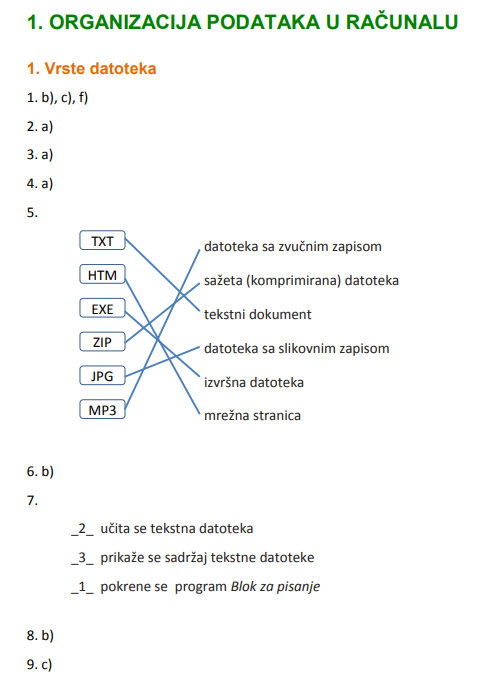 1. ORGANIZACIJA PODATAKA U RAČUNALU
1. Vrste datoteka
1. b), c), f)
2. a)
3. a)
4. a)
5.
TXT
HTM
EXE
ZIP
JPG
MP3
datoteka sa zvučnim zapisom
sažeta (komprimirana) datoteka
tekstni dokument
datoteka sa slikovnim zapisom
izvršna datoteka
mrežna stranica
6. b)
7.
_2_ učita se tekstna datoteka
_3_ prikaže se sadržaj tekstne datoteke
_1_ pokrene se program Blok za pisanje
8. b)
9. c)